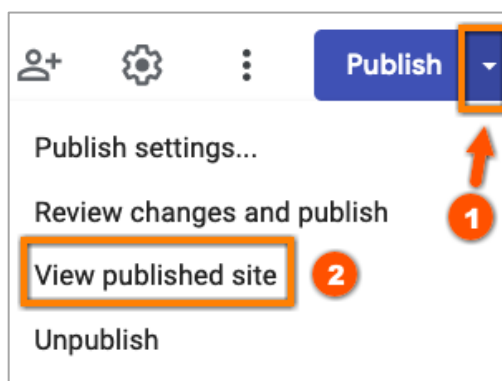 Publish
1
Publish settings...
Review changes and publish
View published site 2
Unpublish